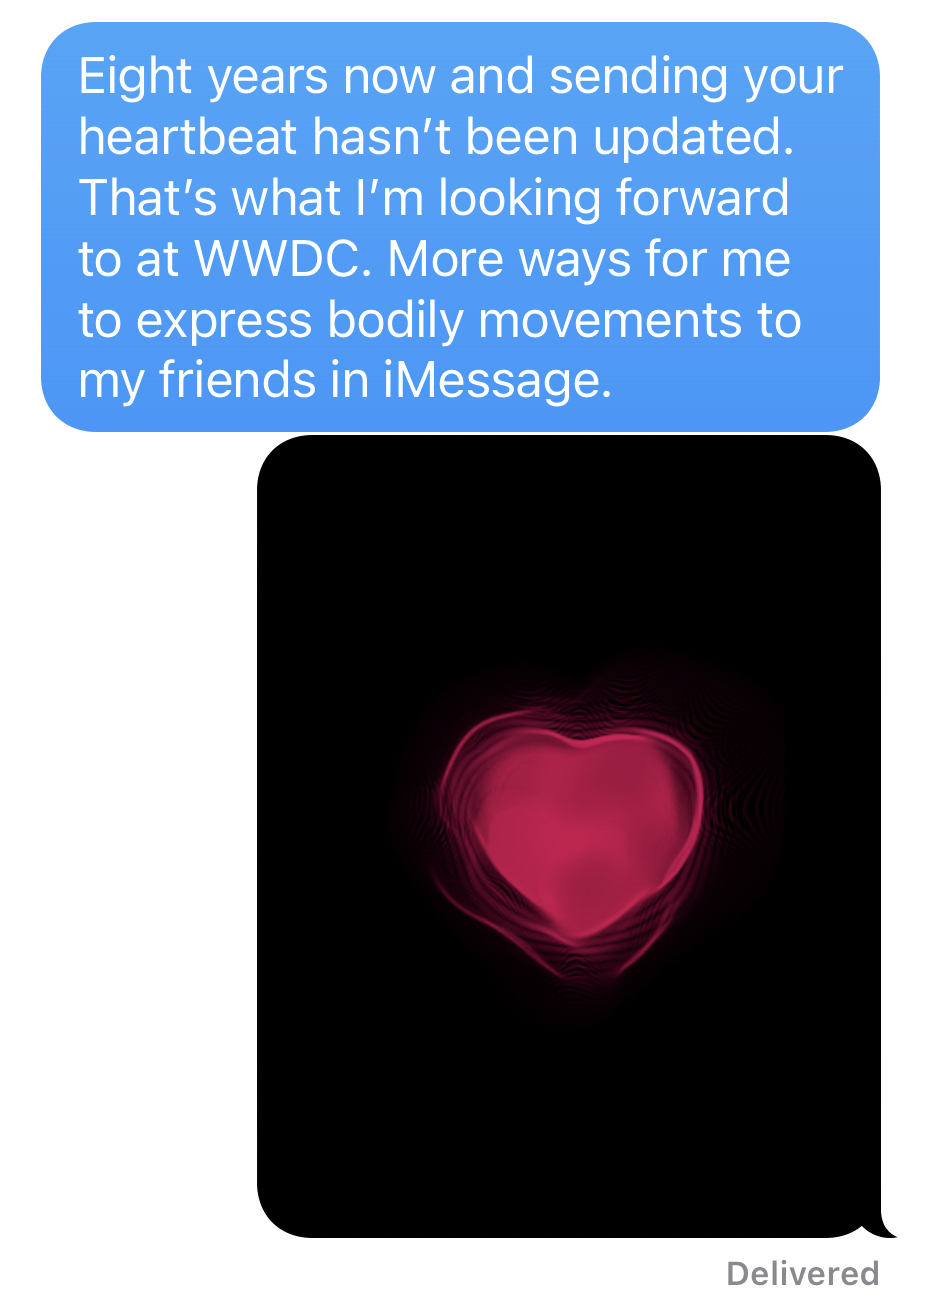 Eight years now and sending your
heartbeat hasn’t been updated.
That’s what I’m looking forward
to at WWDC. More ways for me
to express bodily movements to
my friends in iMessage.
Delivered